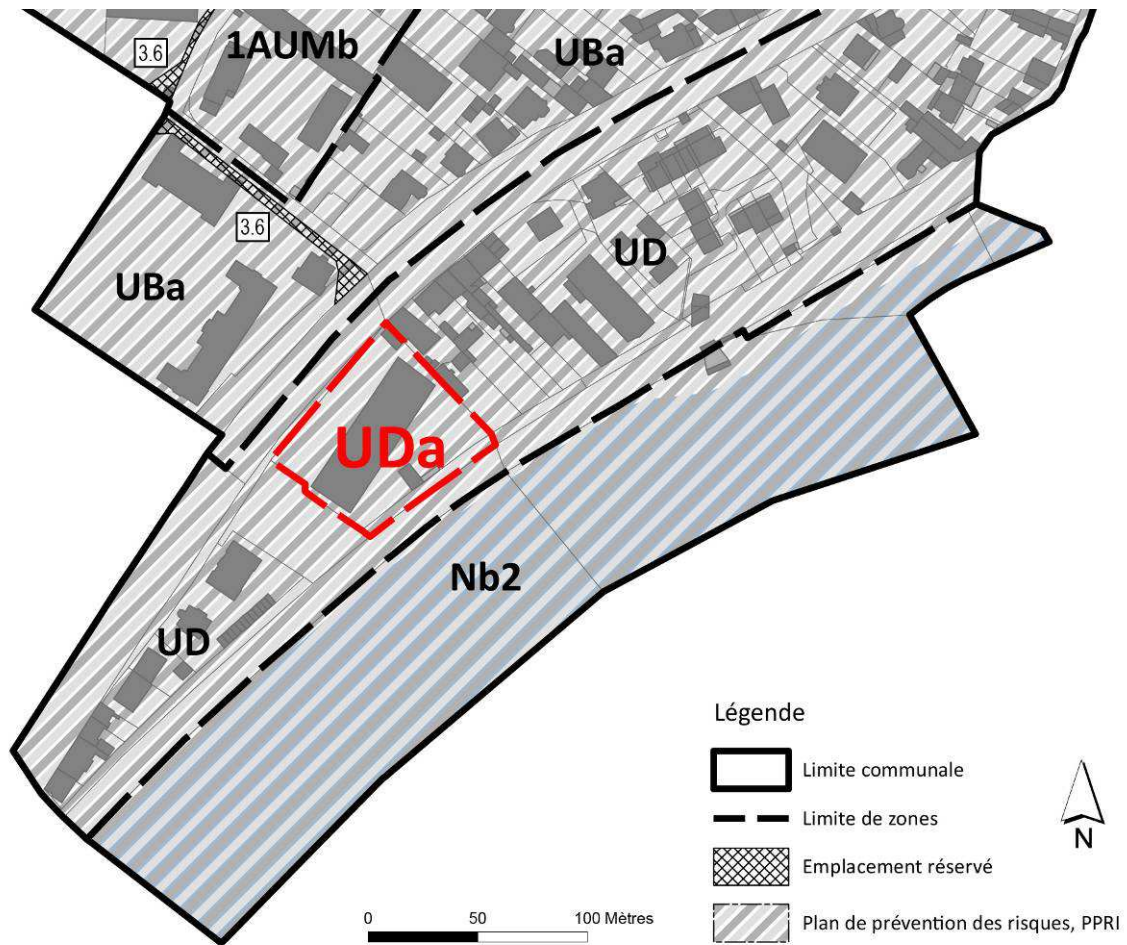 1AUMb
UBa
3.6
3.6
UD
UBa
UDa
Nb2
UD
Légende
Limite communale
Limite de zones
N
Emplacement réservé
Plan de prévention des risques, PPRI
0 50 100 Mètres